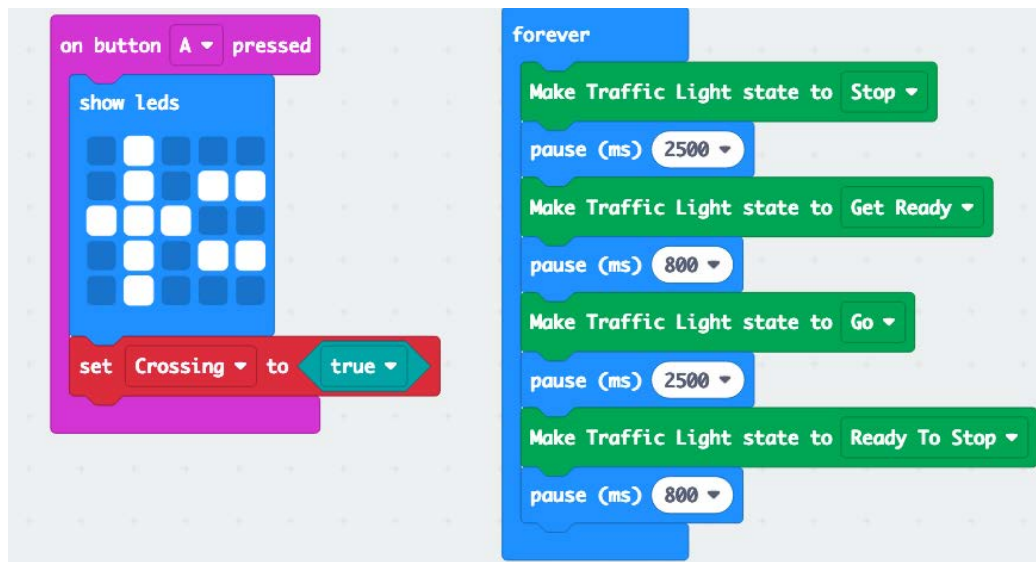 on button A pressed
show leds
set Crossing to true
forever
Make Traffic Light state to Stop
pause (ms) 2500
Make Traffic Light state to Get Ready
pause (ms) 800
Make Traffic Light state to Go
pause (ms) 2500
Make Traffic Light state to Ready To Stop
pause (ms) 800